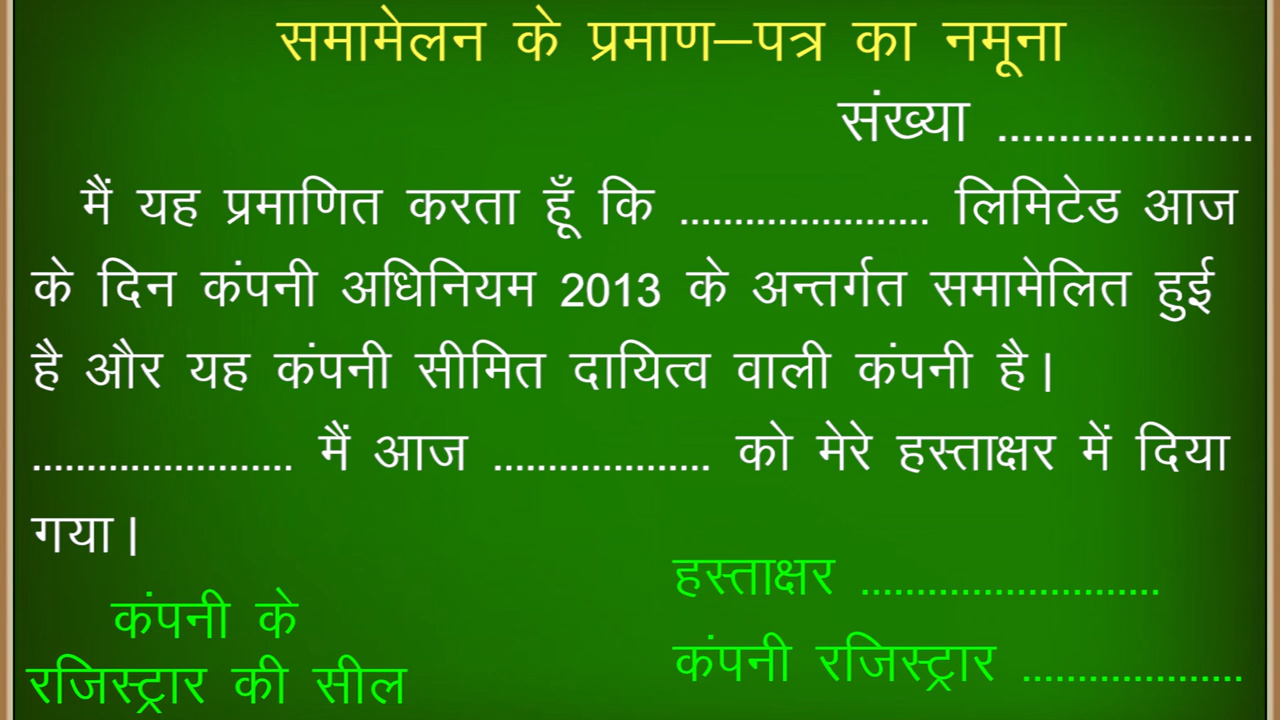 समामेलन के प्रमाण–पत्र का नमूना
संख्या .....................
मैं यह प्रमाणित करता हूँ कि ....................... लिमिटेड आज
के दिन कंपनी अधिनियम 2013 के अन्तर्गत समामेलित हुई
है और यह कंपनी सीमित दायित्व वाली कंपनी है।
........................ मैं आज .................... को मेरे हस्ताक्षर में दिया
गया।
हस्ताक्षर ...........................
कंपनी के
रजिस्ट्रार की सील
कंपनी रजिस्ट्रार ....................